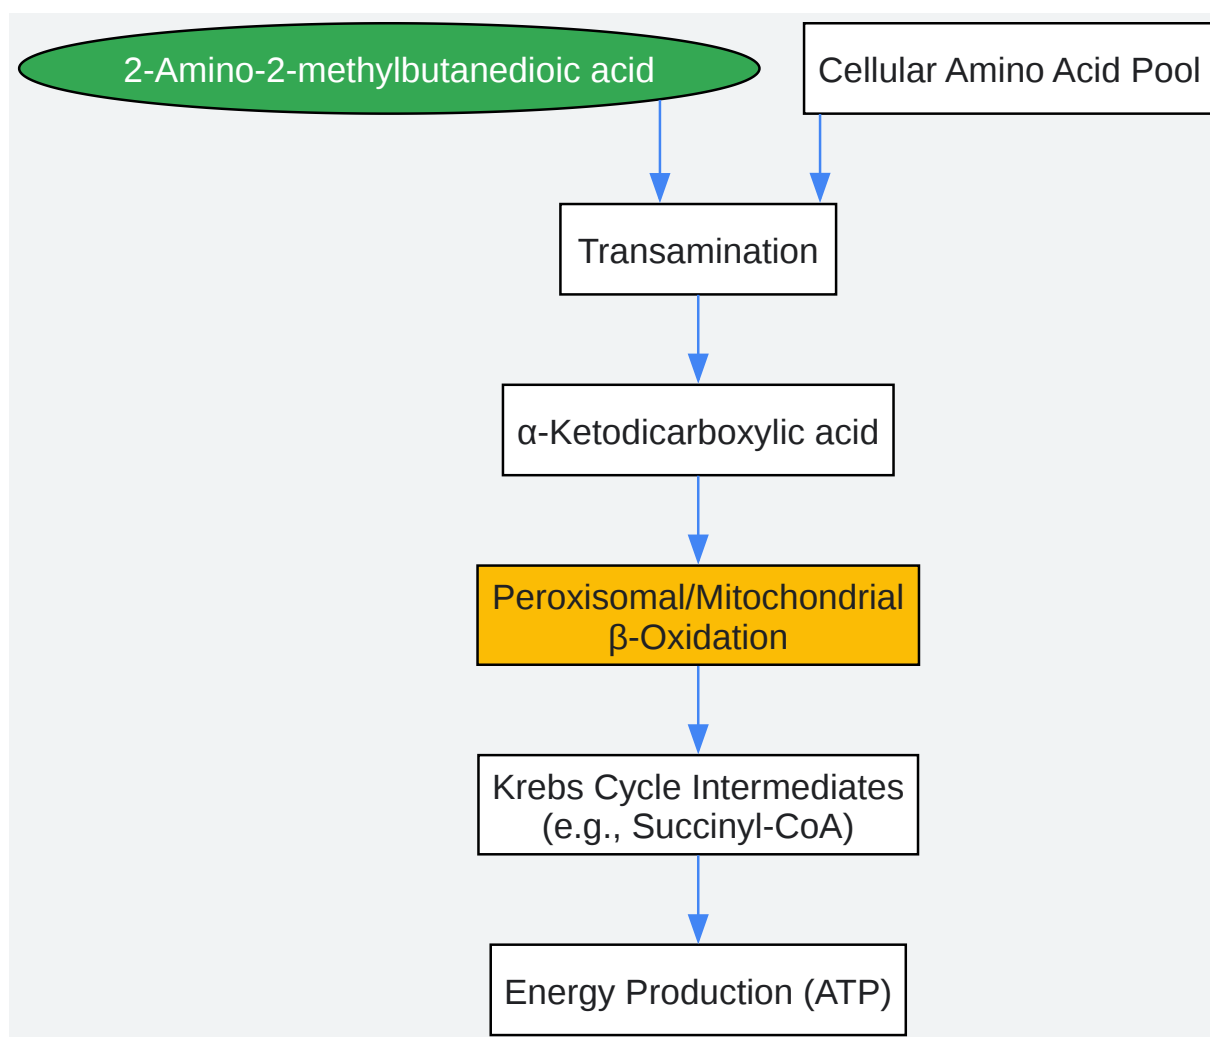 2-Amino-2-methylbutanedioic acid
Cellular Amino Acid Pool
Transamination
α-Ketodicarboxylic acid
Peroxisomal/Mitochondrial
β-Oxidation
Krebs Cycle Intermediates
(e.g., Succinyl-CoA)
Energy Production (ATP)